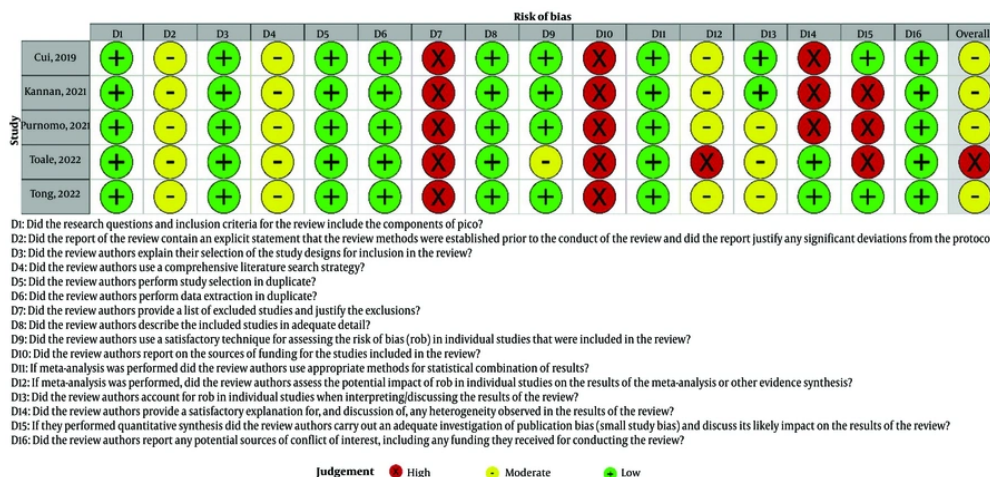 Risk of bias
D1 D2 D3 D4 D5 D6 D7 D8 D9 D10 D11 D12 D13 D14 D15 D16 Overall
Study
Cui, 2019 + - + - + + X + + X + - + X + + -
Kannan, 2021 + - + - + + X + + X + - + X X + -
Purnomo, 2021 + - + - + + X + + X + - - X X + -
Toale, 2022 + - + - + + X + - X + X - + X + X
Tong, 2022 + - + - + + X + + X + - - + + + -
D1: Did the research questions and inclusion criteria for the review include the components of pico?
D2: Did the report of the review contain an explicit statement that the review methods were established prior to the conduct of the review and did the report justify any significant deviations from the protoco
D3: Did the review authors explain their selection of the study designs for inclusion in the review?
D4: Did the review authors use a comprehensive literature search strategy?
D5: Did the review authors perform study selection in duplicate?
D6: Did the review authors perform data extraction in duplicate?
D7: Did the review authors provide a list of excluded studies and justify the exclusions?
D8: Did the review authors describe the included studies in adequate detail?
D9: Did the review authors use a satisfactory technique for assessing the risk of bias (rob) in individual studies that were included in the review?
D10: Did the review authors report on the sources of funding for the studies included in the review?
D11: If meta-analysis was performed did the review authors use appropriate methods for statistical combination of results?
D12: If meta-analysis was performed, did the review authors assess the potential impact of rob in individual studies on the results of the meta-analysis or other evidence synthesis?
D13: Did the review authors account for rob in individual studies when interpreting/discussing the results of the review?
D14: Did the review authors provide a satisfactory explanation for, and discussion of, any heterogeneity observed in the results of the review?
D15: If they performed quantitative synthesis did the review authors carry out an adequate investigation of publication bias (small study bias) and discuss its likely impact on the results of the review?
D16: Did the review authors report any potential sources of conflict of interest, including any funding they received for conducting the review?
Judgement X High - Moderate + Low